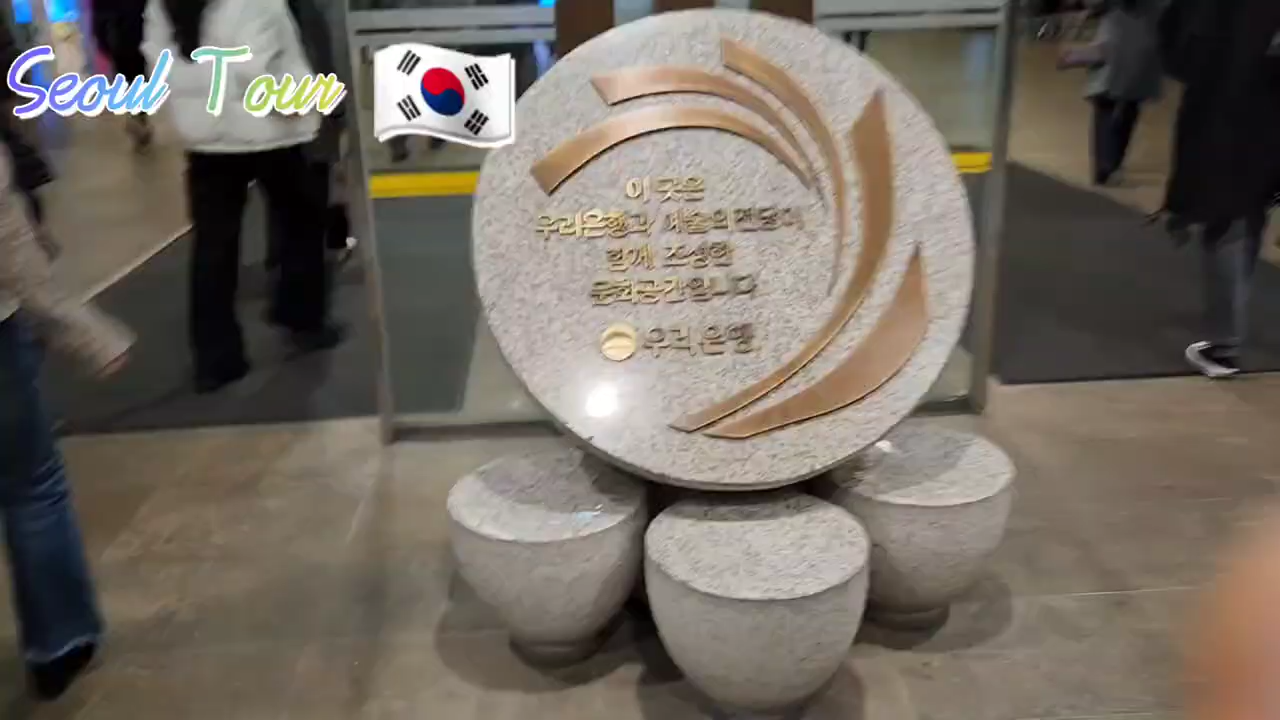 Seoul Tour
이 곳은
우리은행과 예술의전당이
함께 조성한
문화공간입니다
우리은행